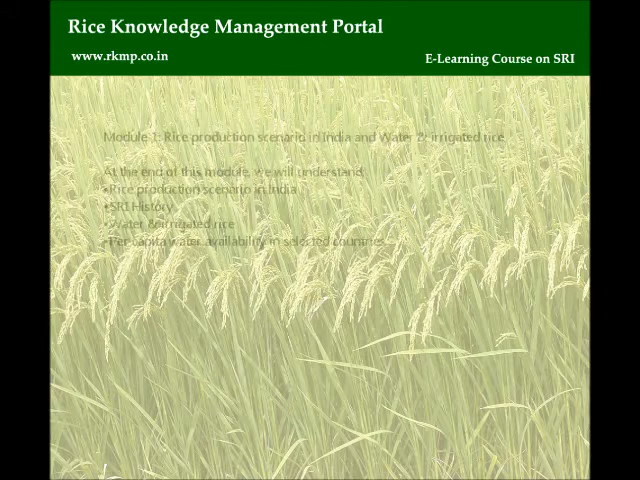 Rice Knowledge Management Portal
www.rkmp.co.in
E-Learning Course on SRI
Module 1: Rice production scenario in India and Water & irrigated rice
At the end of this module, we will understand
•Rice production scenario in India
•SRI History
•Water & irrigated rice
•Per capita water availability in selected countries